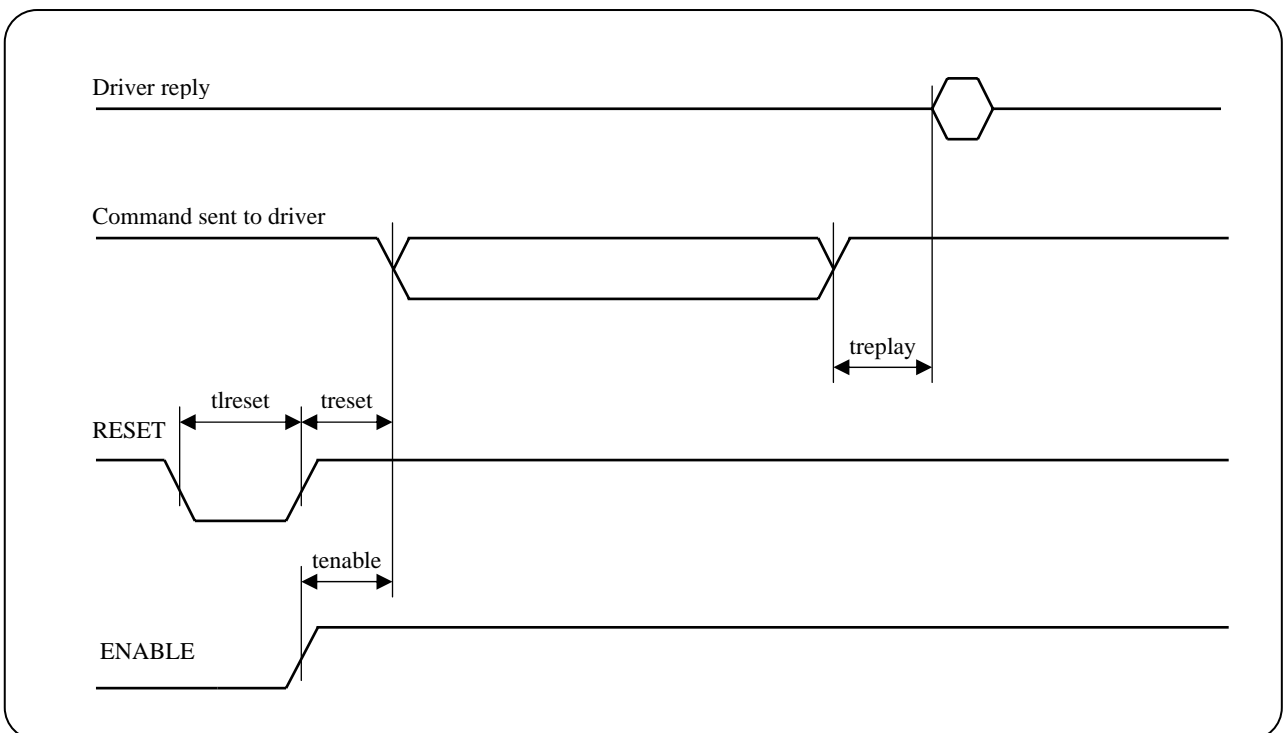 Driver reply
Command sent to driver
treplay
tlreset
treset
RESET
tenable
ENABLE